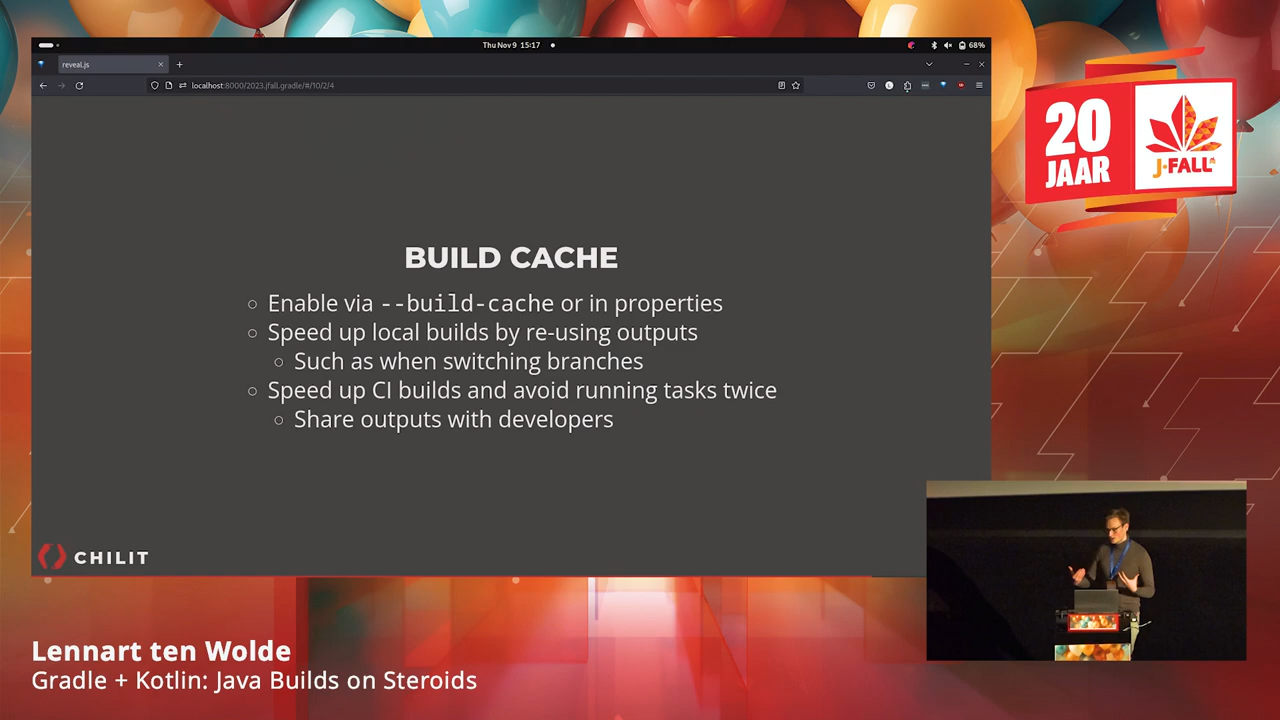 Thu Nov 9 15:17
68%
reveal.js
localhost:8000/2023.jfall.gradle/#/10/2/4
20
JAAR
J-FALL
BUILD CACHE
Enable via --build-cache or in properties
Speed up local builds by re-using outputs
Such as when switching branches
Speed up CI builds and avoid running tasks twice
Share outputs with developers
CHILIT
Lennart ten Wolde
Gradle + Kotlin: Java Builds on Steroids